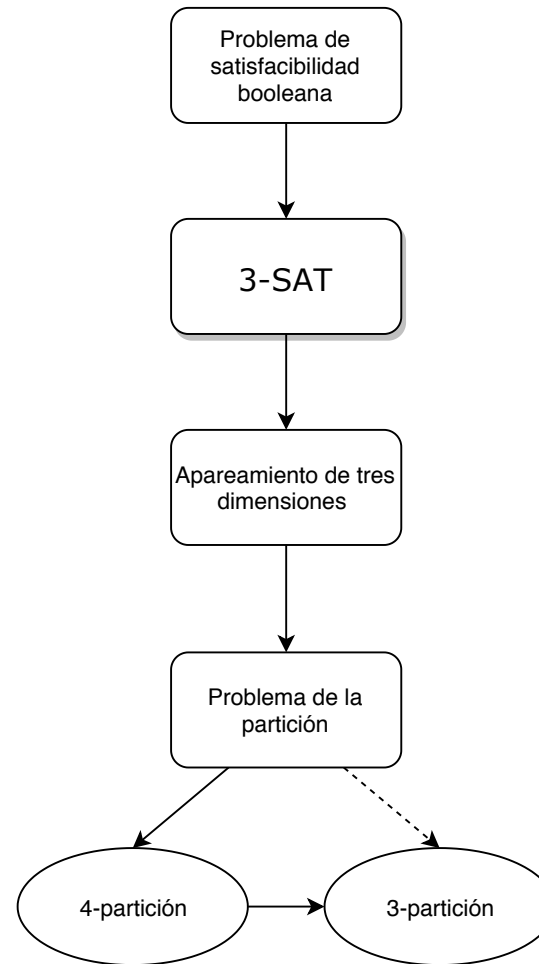 Problema de
satisfacibilidad
booleana
3-SAT
Apareamiento de tres
dimensiones
Problema de la
partición
4-partición
3-partición